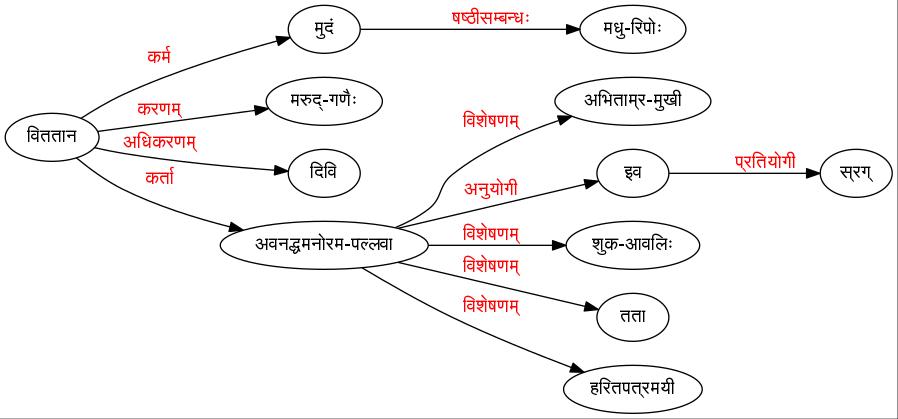 षष्ठीसम्बन्धः
मुदं
मधु-रिपोः
कर्म
मरुद्-गणैः
अभिताम्र-मुखी
करणम्
विशेषणम्
विततान
अधिकरणम्
प्रतियोगी
दिवि
इव
स्रग्
कर्ता
अनुयोगी
विशेषणम्
अवनद्धमनोरम-पल्लवा
शुक-आवलिः
विशेषणम्
विशेषणम्
तता
हरितपत्रमयी